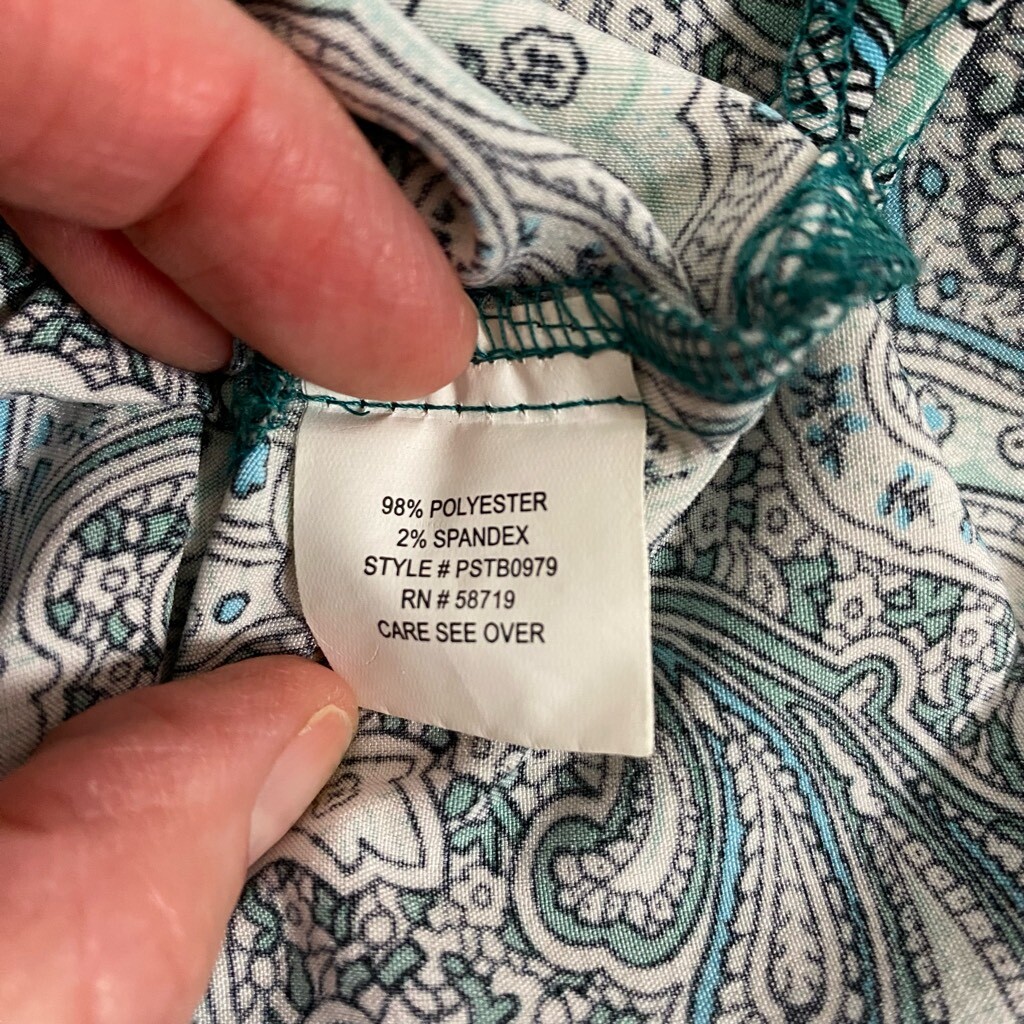 98% POLYESTER
2% SPANDEX
STYLE # PSTB0979
RN # 58719
CARE SEE OVER